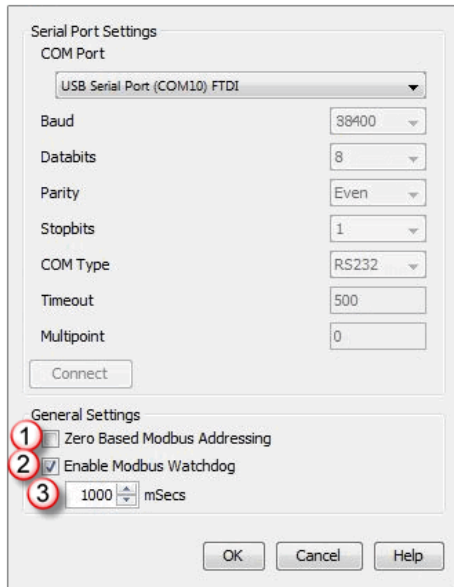 Serial Port Settings
COM Port
USB Serial Port (COM10) FTDI
Baud 38400
Databits 8
Parity Even
Stopbits 1
COM Type RS232
Timeout 500
Multipoint 0
Connect
General Settings
1 Zero Based Modbus Addressing
2 Enable Modbus Watchdog
3 1000 mSecs
OK Cancel Help